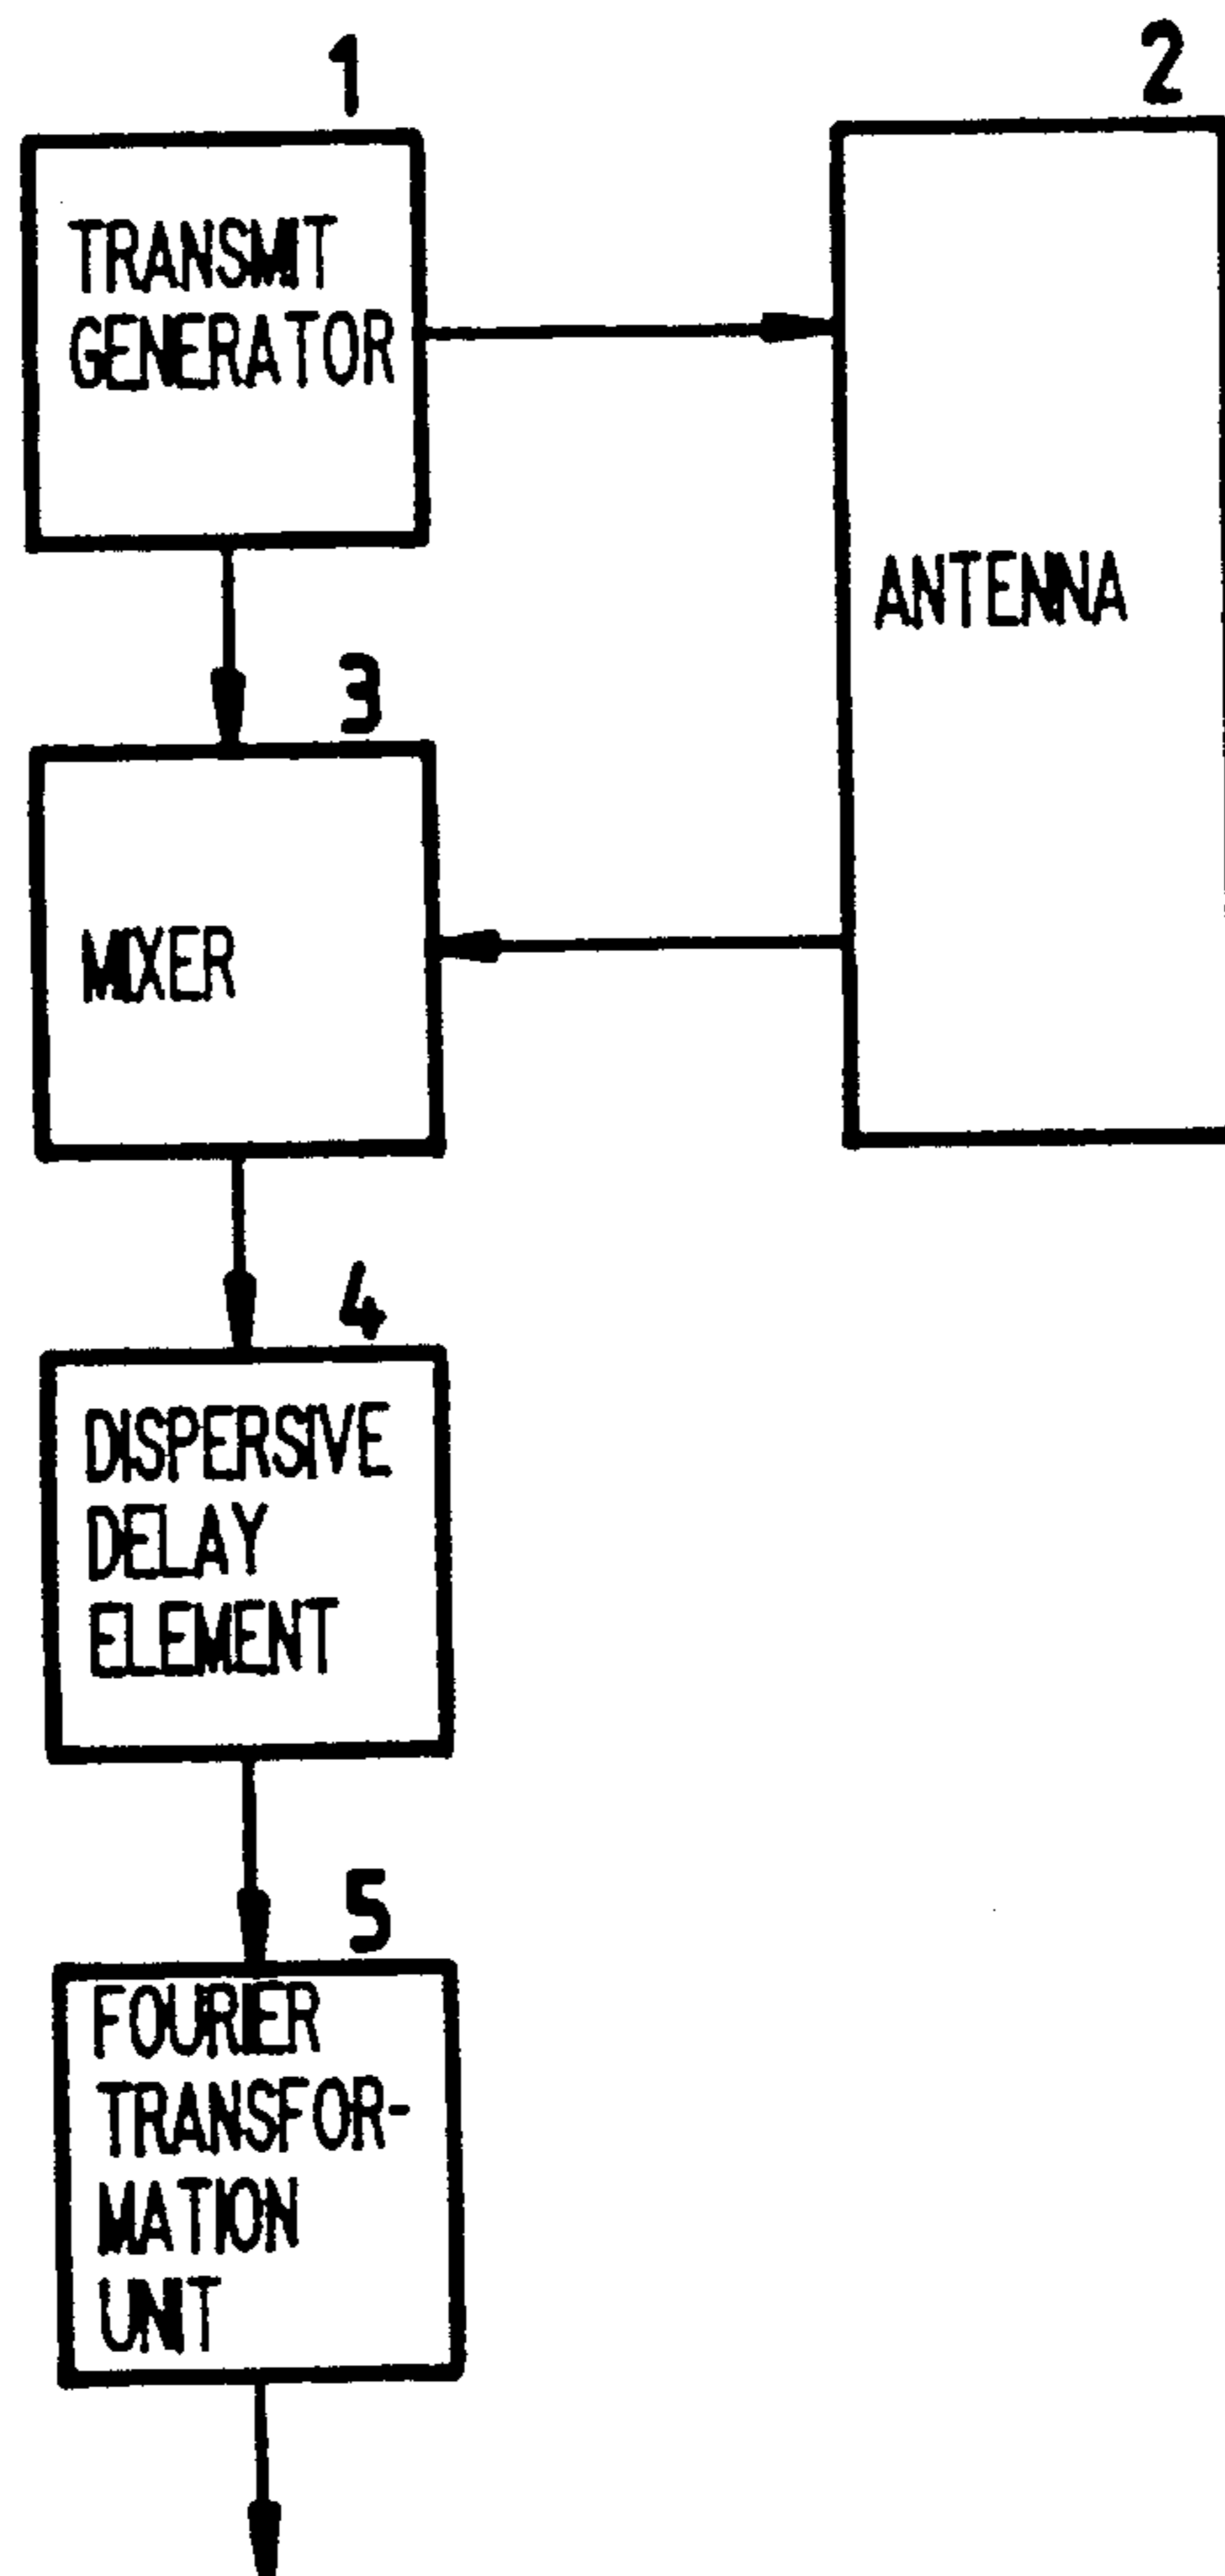 1
TRANSMIT
GENERATOR
2
ANTENNA
3
MIXER
4
DISPERSIVE
DELAY
ELEMENT
5
FOURIER
TRANSFOR-
MATION
UNIT